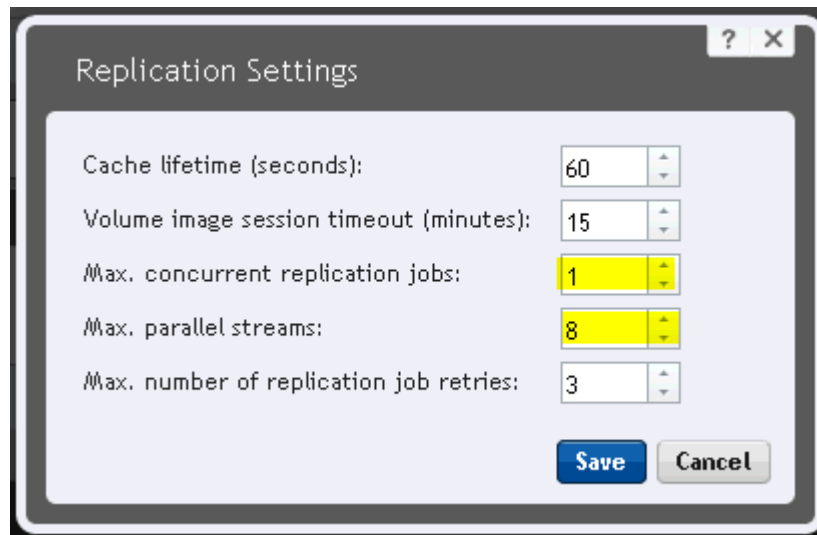 ? ×
Replication Settings
Cache lifetime (seconds): 60
Volume image session timeout (minutes): 15
Max. concurrent replication jobs: 1
Max. parallel streams: 8
Max. number of replication job retries: 3
Save Cancel